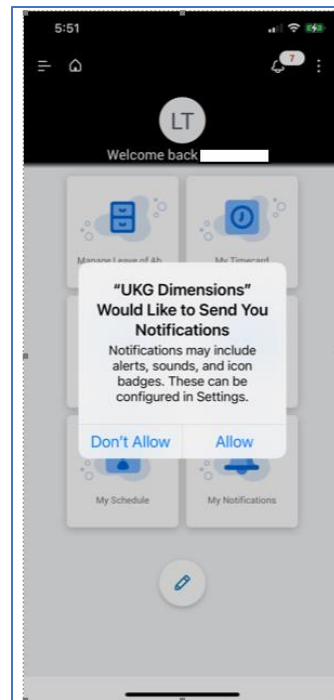 5:51
7
LT
Welcome back
Manage Leave of Ab
My Timecard
“UKG Dimensions”
Would Like to Send You
Notifications
Notifications may include
alerts, sounds, and icon
badges. These can be
configured in Settings.
Don’t Allow
Allow
My Schedule
My Notifications